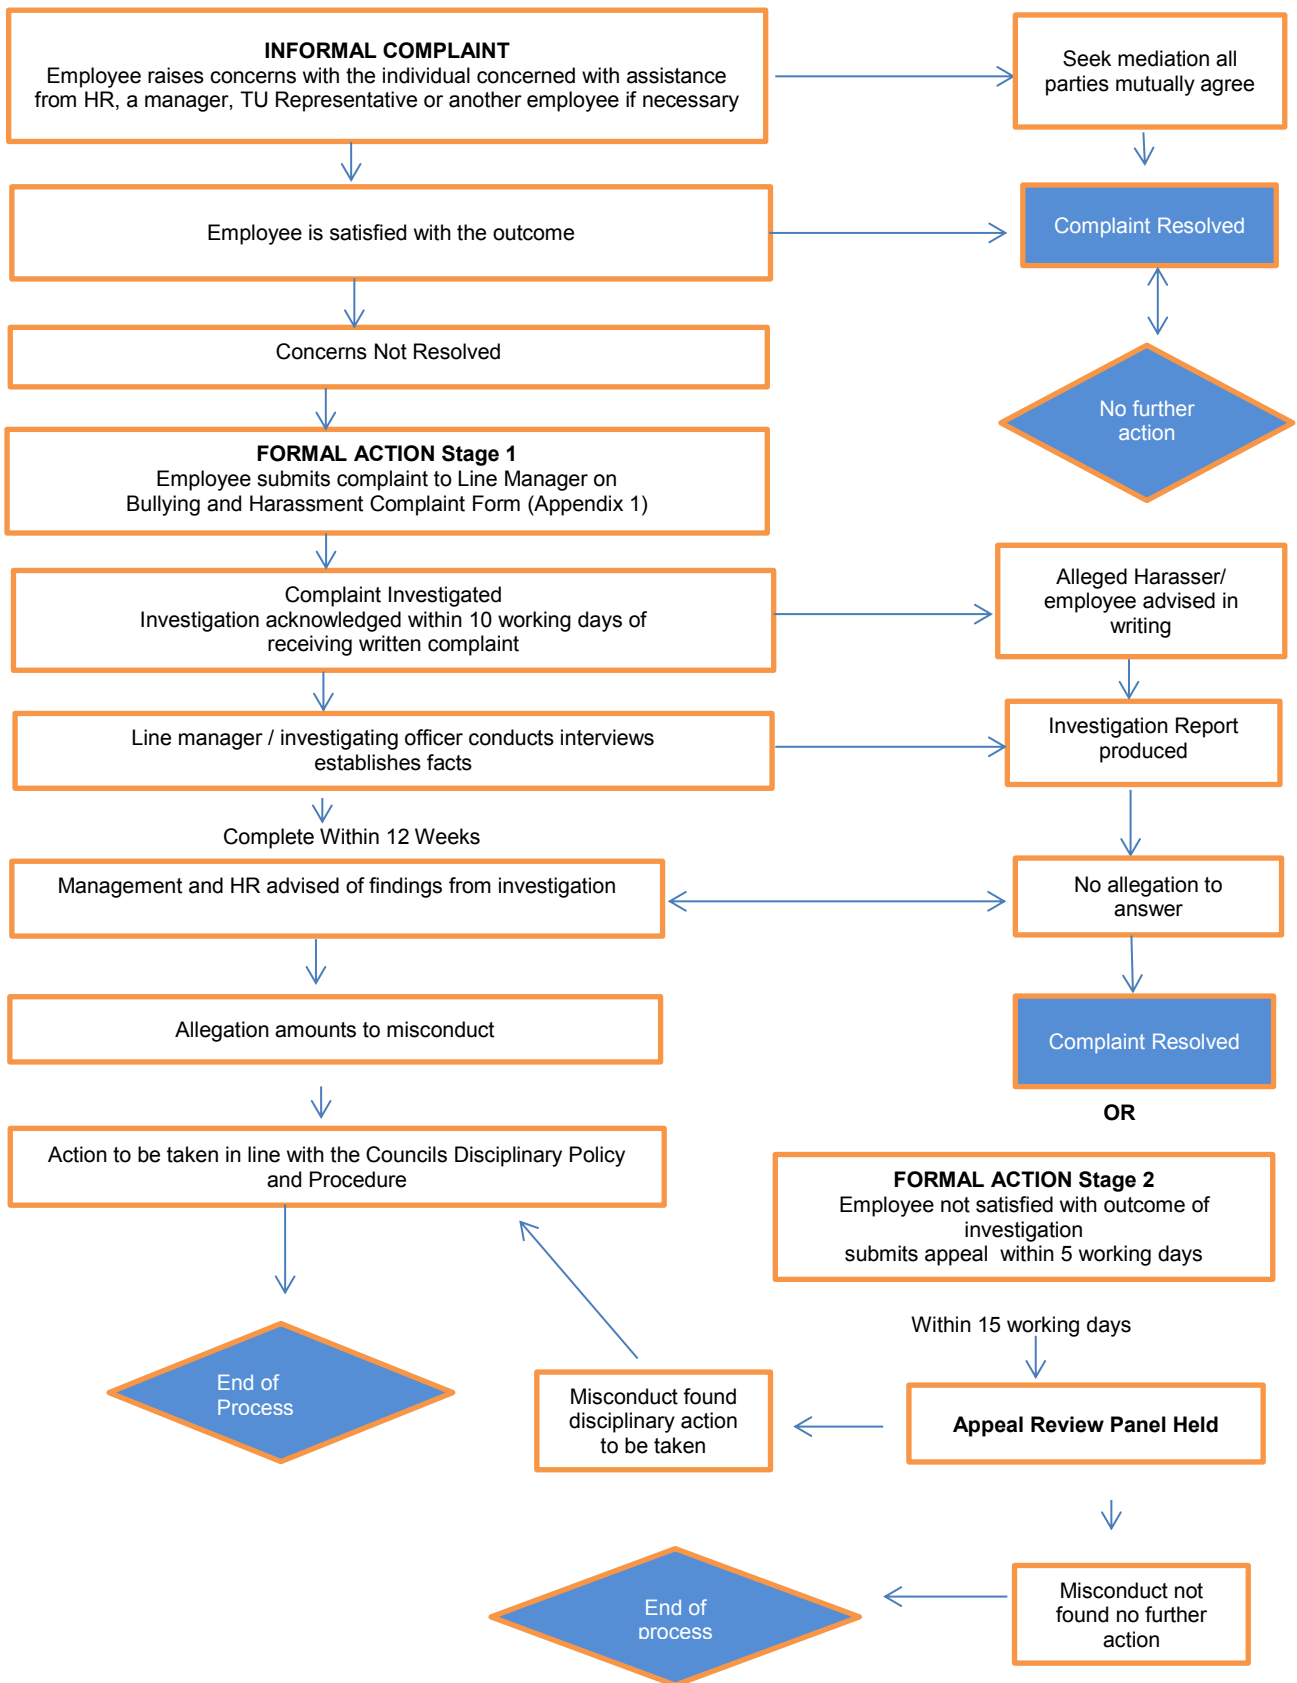 INFORMAL COMPLAINT
Employee raises concerns with the individual concerned with assistance
from HR, a manager, TU Representative or another employee if necessary
Seek mediation all
parties mutually agree
Employee is satisfied with the outcome
Complaint Resolved
Concerns Not Resolved
No further
action
FORMAL ACTION Stage 1
Employee submits complaint to Line Manager on
Bullying and Harassment Complaint Form (Appendix 1)
Complaint Investigated
Investigation acknowledged within 10 working days of
receiving written complaint
Alleged Harasser/
employee advised in
writing
Line manager / investigating officer conducts interviews
establishes facts
Investigation Report
produced
Complete Within 12 Weeks
Management and HR advised of findings from investigation
No allegation to
answer
Allegation amounts to misconduct
Complaint Resolved
OR
Action to be taken in line with the Councils Disciplinary Policy
and Procedure
FORMAL ACTION Stage 2
Employee not satisfied with outcome of
investigation
submits appeal within 5 working days
Within 15 working days
End of
Process
Misconduct found
disciplinary action
to be taken
Appeal Review Panel Held
Misconduct not
found no further
action
End of
process